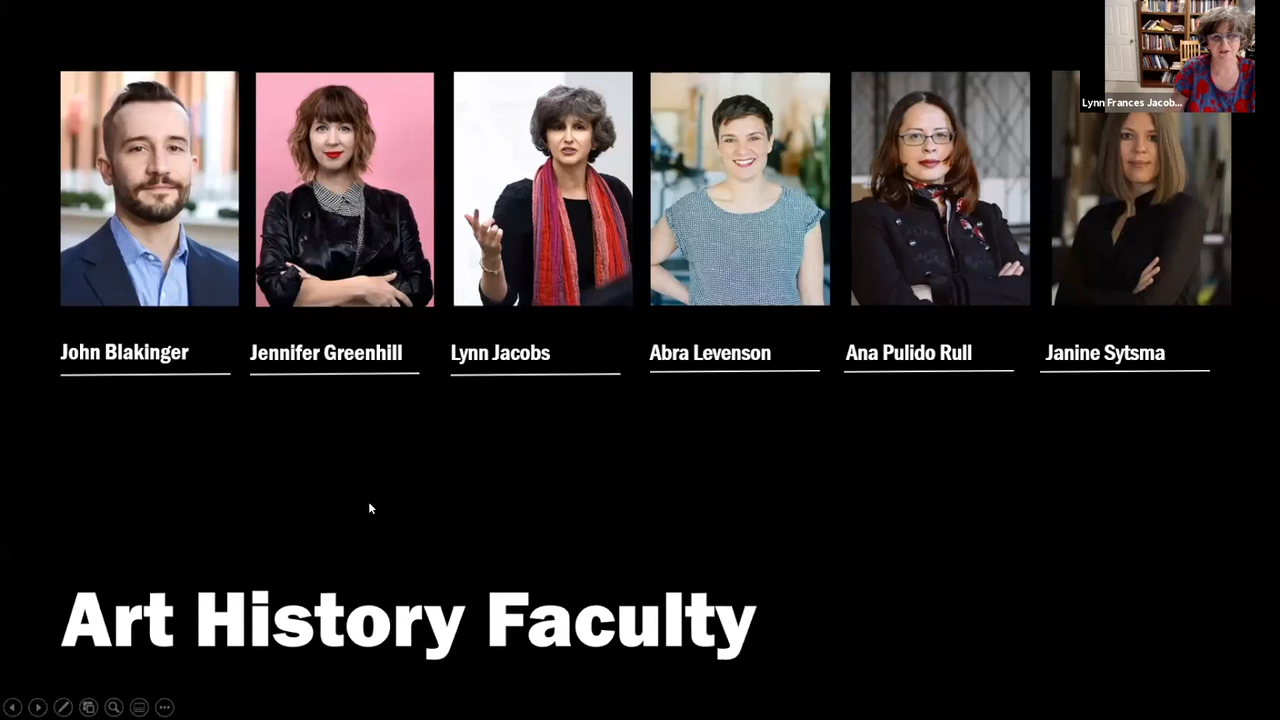 Lynn Frances Jacob...
John Blakinger
Jennifer Greenhill
Lynn Jacobs
Abra Levenson
Ana Pulido Rull
Janine Sytsma
Art History Faculty